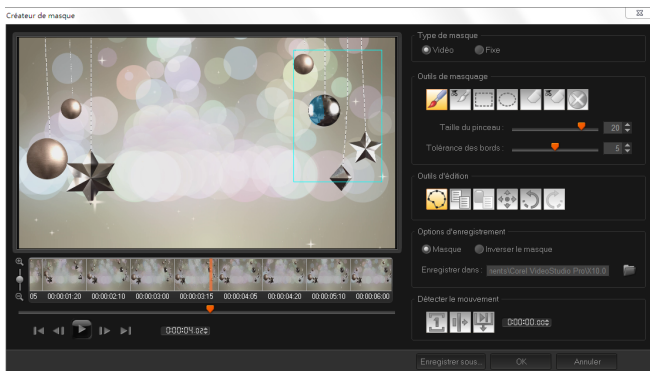 Créateur de masque
Type de masque
Vidéo Fixe
Outils de masquage
Taille du pinceau : 20
Tolérance des bords : 5
Outils d'édition
Options d'enregistrement
Masque Inverser le masque
Enregistrer dans : ents\Corel VideoStudio Pro\X10.0
05 00:00:01:20 00:00:02:10 00:00:03:00 00:00:03:15 00:00:04:05 00:00:04:20 00:00:05:10 00:00:06:00
Détecter le mouvement
0:00:04.02
0:00:00.00
Enregistrer sous... OK Annuler